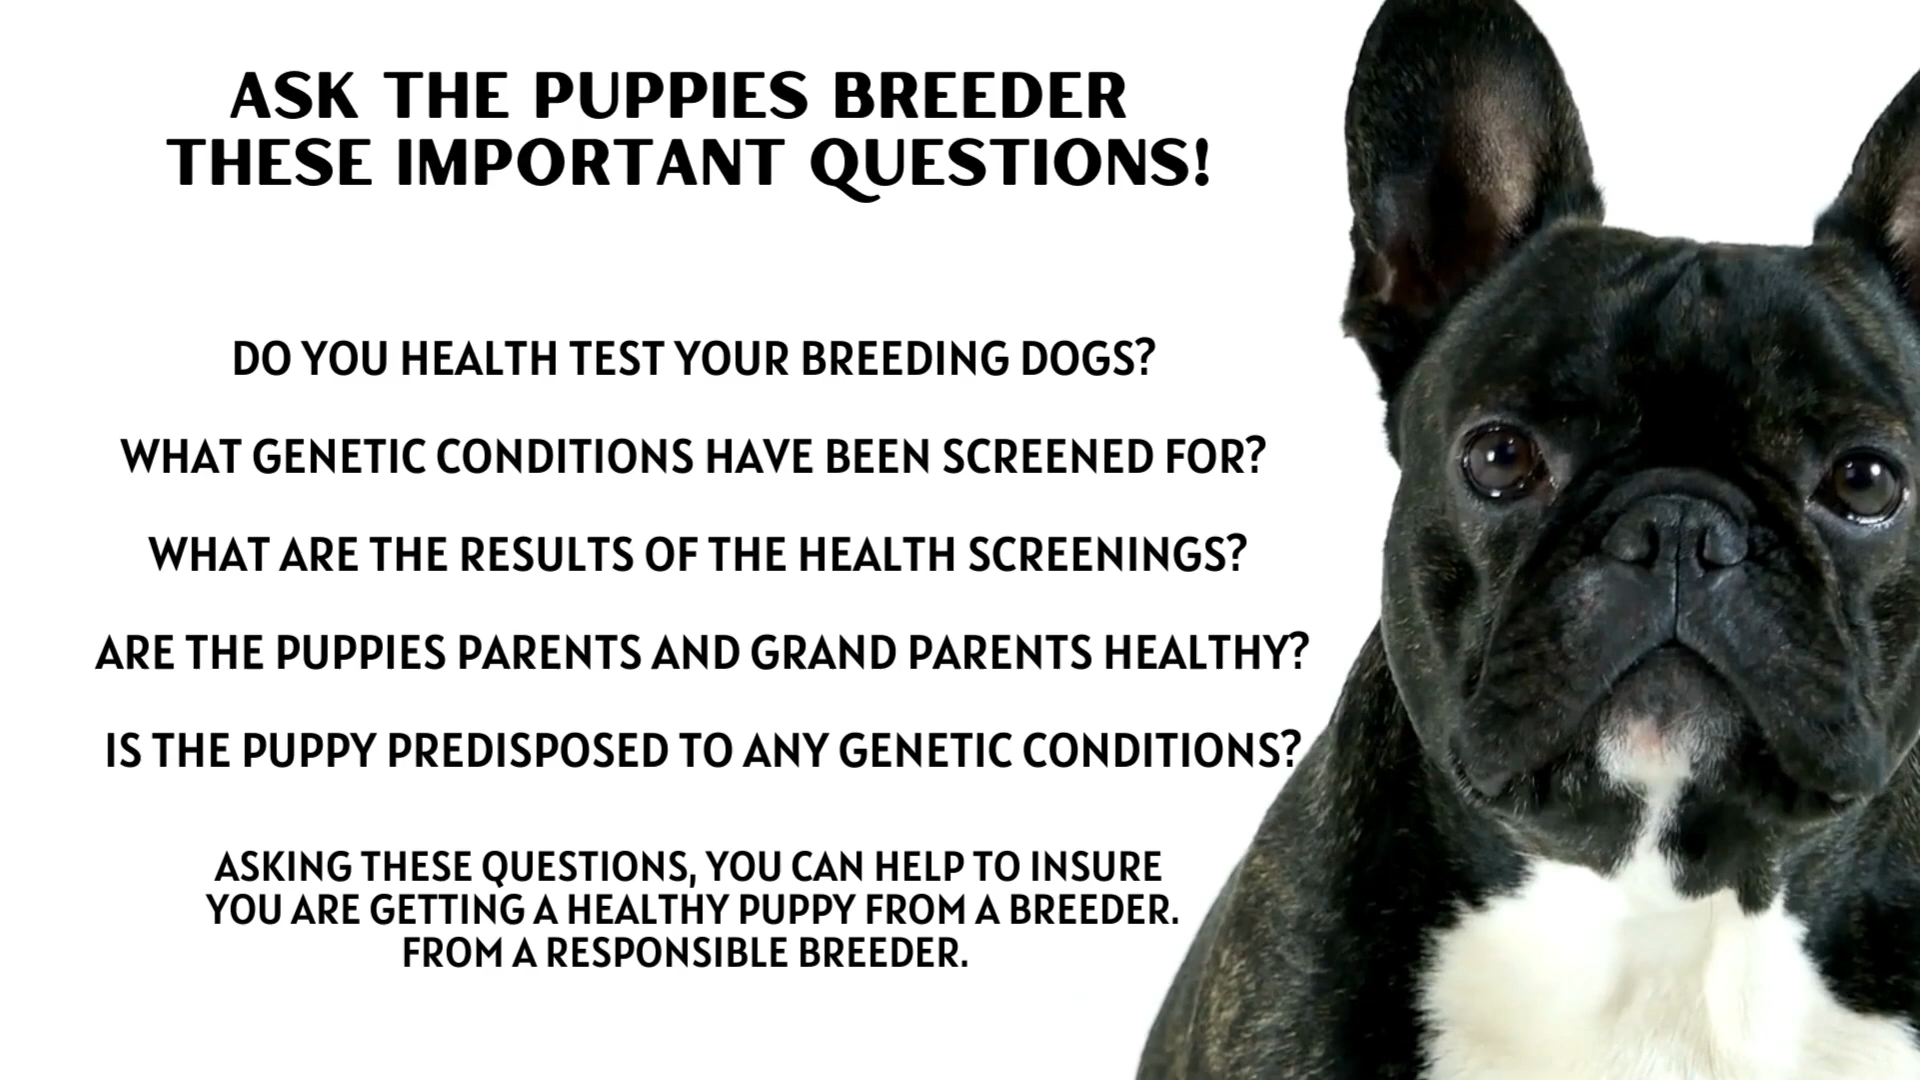 ASK THE PUPPIES BREEDER
THESE IMPORTANT QUESTIONS!
DO YOU HEALTH TEST YOUR BREEDING DOGS?
WHAT GENETIC CONDITIONS HAVE BEEN SCREENED FOR?
WHAT ARE THE RESULTS OF THE HEALTH SCREENINGS?
ARE THE PUPPIES PARENTS AND GRAND PARENTS HEALTHY?
IS THE PUPPY PREDISPOSED TO ANY GENETIC CONDITIONS?
ASKING THESE QUESTIONS, YOU CAN HELP TO INSURE
YOU ARE GETTING A HEALTHY PUPPY FROM A BREEDER.
FROM A RESPONSIBLE BREEDER.